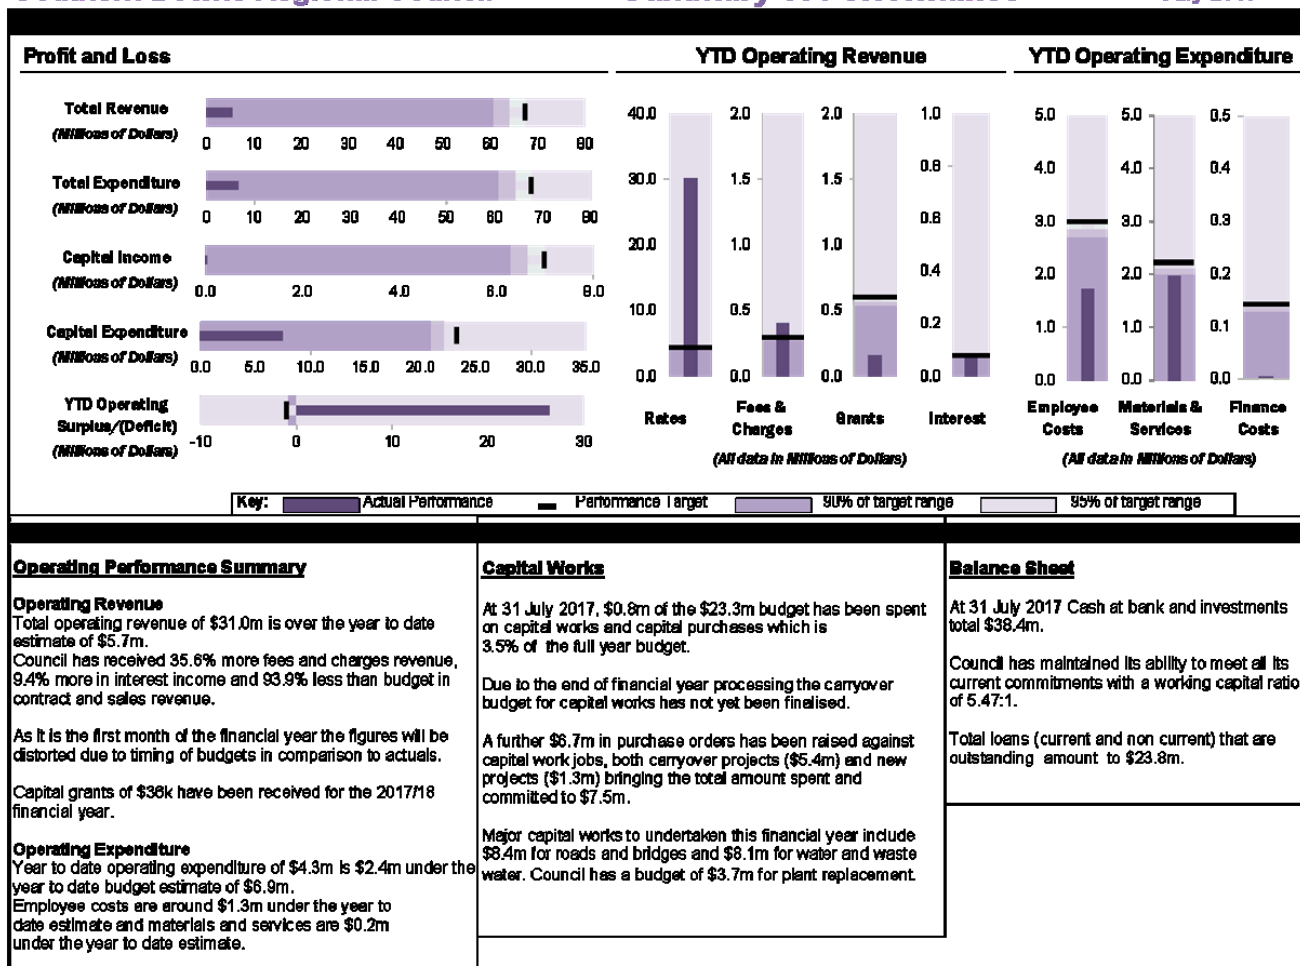 Profit and Loss
YTD Operating Revenue
YTD Operating Expenditure
Total Revenue
(Millions of Dollars)
0 10 20 30 40 50 60 70 80
Total Expenditure
(Millions of Dollars)
0 10 20 30 40 50 60 70 80
Capital Income
(Millions of Dollars)
0.0 2.0 4.0 6.0 8.0
Capital Expenditure
(Millions of Dollars)
0.0 5.0 10.0 15.0 20.0 25.0 30.0 35.0
YTD Operating
Surplus/(Deficit)
(Millions of Dollars)
-10 0 10 20 30
40.0
30.0
20.0
10.0
0.0
Rates
2.0
1.5
1.0
0.5
0.0
Fees &
Charges
2.0
1.5
1.0
0.5
0.0
Grants
1.0
0.8
0.6
0.4
0.2
0.0
Interest
(All data in Millions of Dollars)
5.0
4.0
3.0
2.0
1.0
0.0
Employee
Costs
5.0
4.0
3.0
2.0
1.0
0.0
Materials &
Services
0.5
0.4
0.3
0.2
0.1
0.0
Finance
Costs
(All data in Millions of Dollars)
Key: Actual Performance Performance Target 90% of target range 95% of target range
Operating Performance Summary
Operating Revenue
Total operating revenue of $31.0m is over the year to date
estimate of $5.7m.
Council has received 35.6% more fees and charges revenue,
9.4% more in interest income and 93.9% less than budget in
contract and sales revenue.
As it is the first month of the financial year the figures will be
distorted due to timing of budgets in comparison to actuals.
Capital grants of $36k have been received for the 2017/18
financial year.
Operating Expenditure
Year to date operating expenditure of $4.3m is $2.4m under the
year to date budget estimate of $6.9m.
Employee costs are around $1.3m under the year to
date estimate and materials and services are $0.2m
under the year to date estimate.
Capital Works
At 31 July 2017, $0.8m of the $23.3m budget has been spent
on capital works and capital purchases which is
3.5% of the full year budget.
Due to the end of financial year processing the carryover
budget for capital works has not yet been finalised.
A further $6.7m in purchase orders has been raised against
capital work jobs, both carryover projects ($5.4m) and new
projects ($1.3m) bringing the total amount spent and
committed to $7.5m.
Major capital works to undertaken this financial year include
$8.4m for roads and bridges and $8.1m for water and waste
water. Council has a budget of $3.7m for plant replacement.
Balance Sheet
At 31 July 2017 Cash at bank and investments
total $38.4m.
Council has maintained its ability to meet all its
current commitments with a working capital ratio
of 5.47:1.
Total loans (current and non current) that are
outstanding amount to $23.8m.